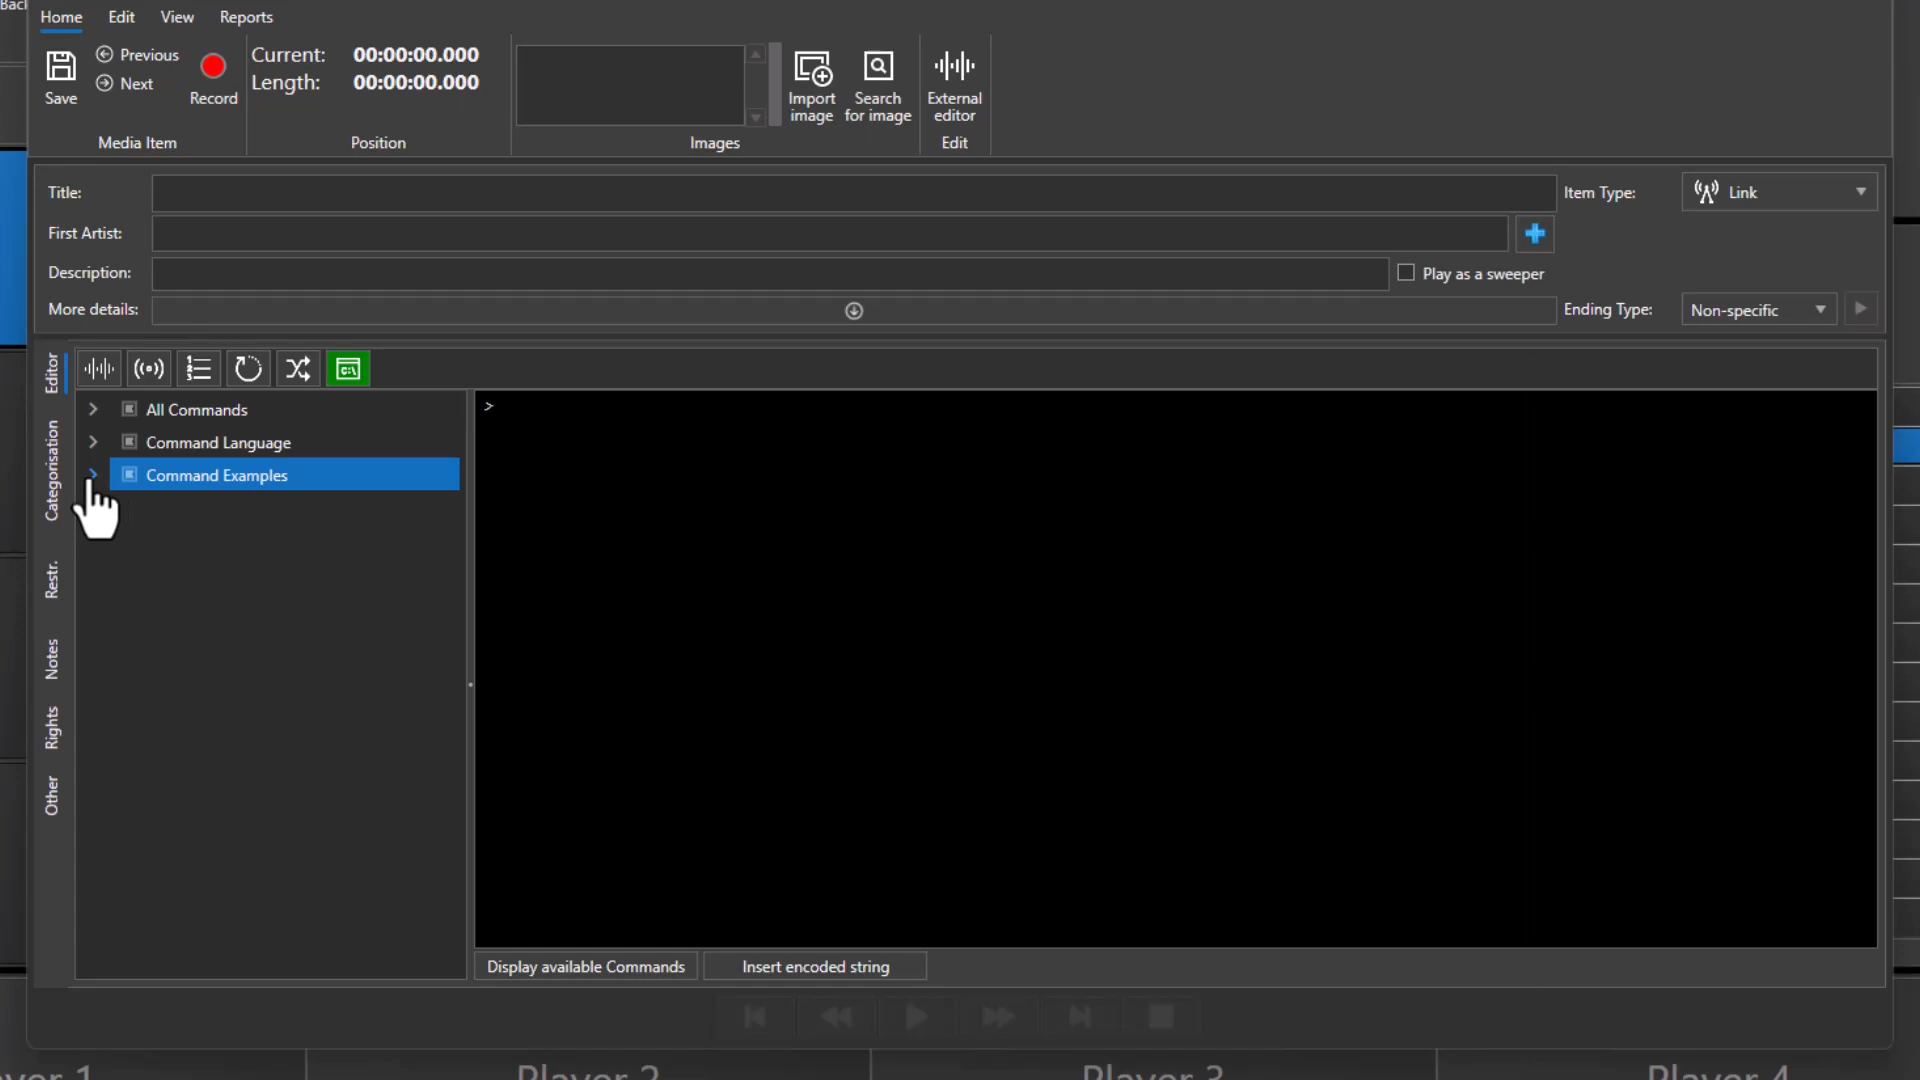 Home Edit View Reports
Save
Previous
Next
Record
Media Item
Current: 00:00:00.000
Length: 00:00:00.000
Position
Import image
Search for image
Images
External editor
Edit
Title:
Item Type: Link
First Artist:
Description:
Play as a sweeper
More details:
Ending Type: Non-specific
Editor
Categorisation
Restr.
Notes
Rights
Other
C:\
All Commands
Command Language
Command Examples
>
Display available Commands
Insert encoded string
Player 2
Player 3
Player 4